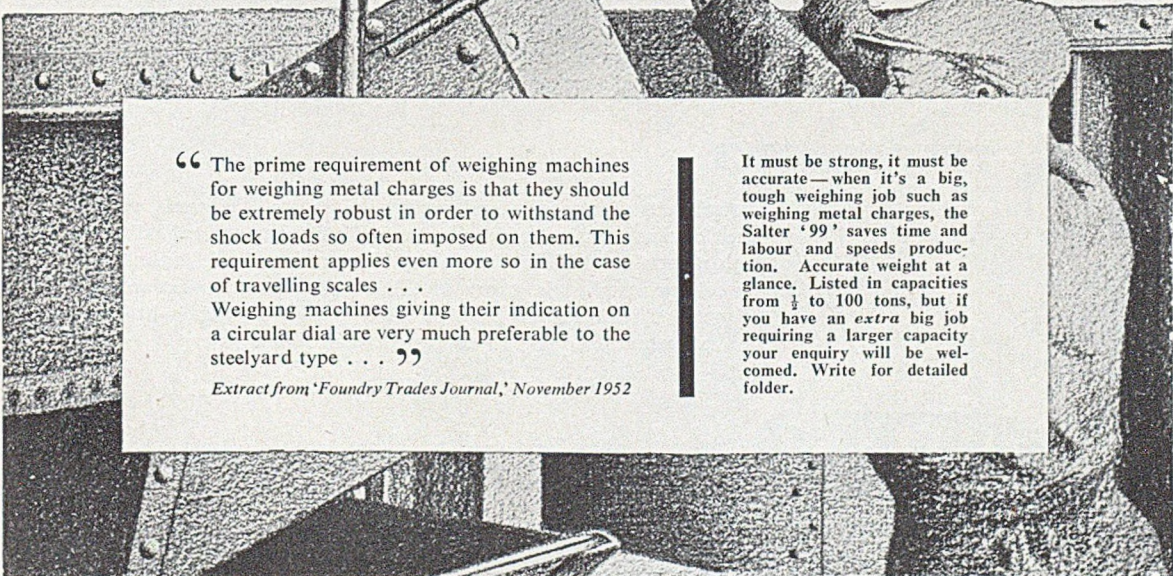 “ The prime requirement of weighing machines
for weighing metal charges is that they should
be extremely robust in order to withstand the
shock loads so often imposed on them. This
requirement applies even more so in the case
of travelling scales . . .
Weighing machines giving their indication on
a circular dial are very much preferable to the
steelyard type . . . ”
Extract from ‘Foundry Trades Journal,’ November 1952
It must be strong, it must be
accurate — when it's a big,
tough weighing job such as
weighing metal charges, the
Salter ‘99’ saves time and
labour and speeds produc-
tion. Accurate weight at a
glance. Listed in capacities
from ½ to 100 tons, but if
you have an extra big job
requiring a larger capacity
your enquiry will be wel-
comed. Write for detailed
folder.